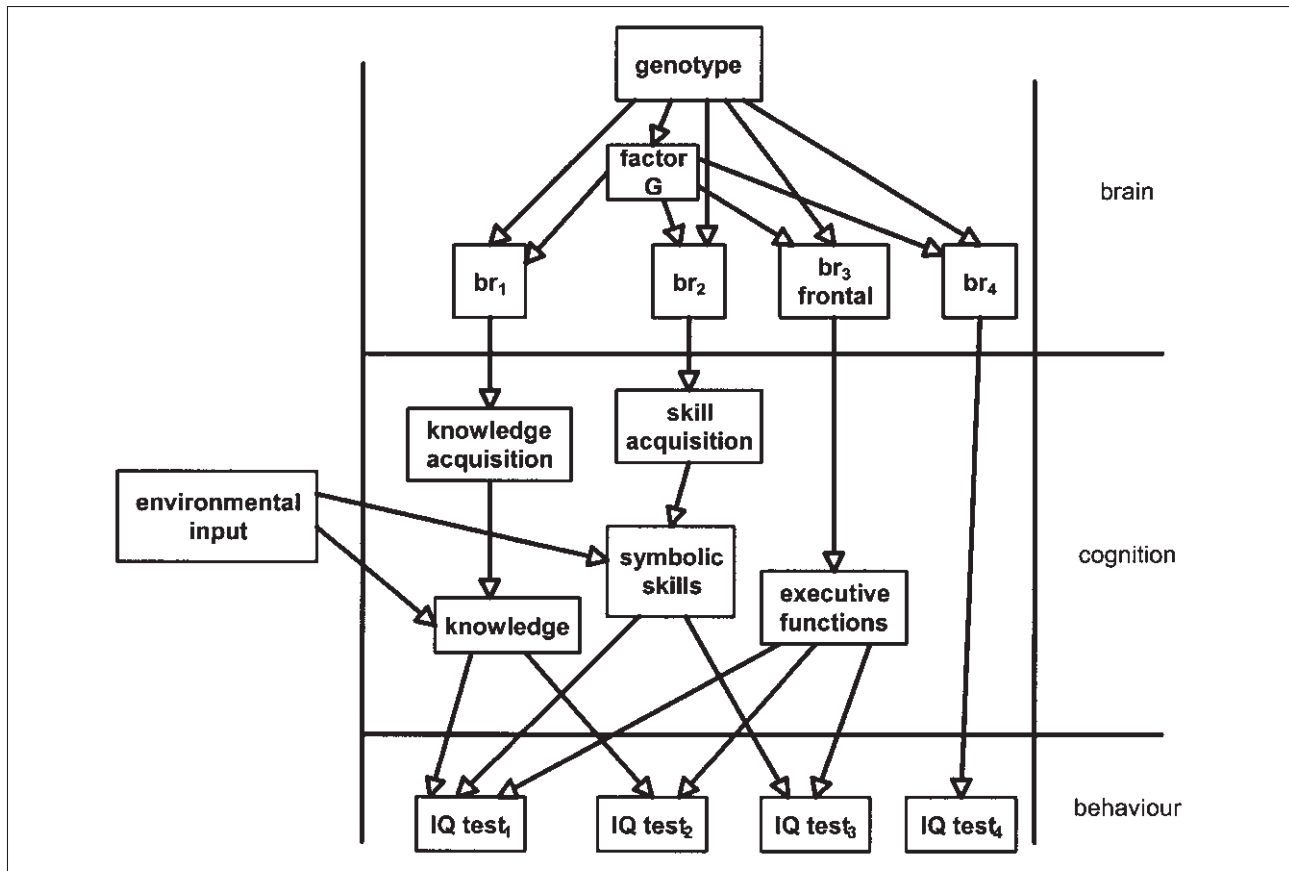 genotype
factor
G
brain
br₁
br₂
br₃
frontal
br₄
knowledge
acquisition
skill
acquisition
environmental
input
symbolic
skills
cognition
knowledge
executive
functions
IQ test₁
IQ test₂
IQ test₃
IQ test₄
behaviour